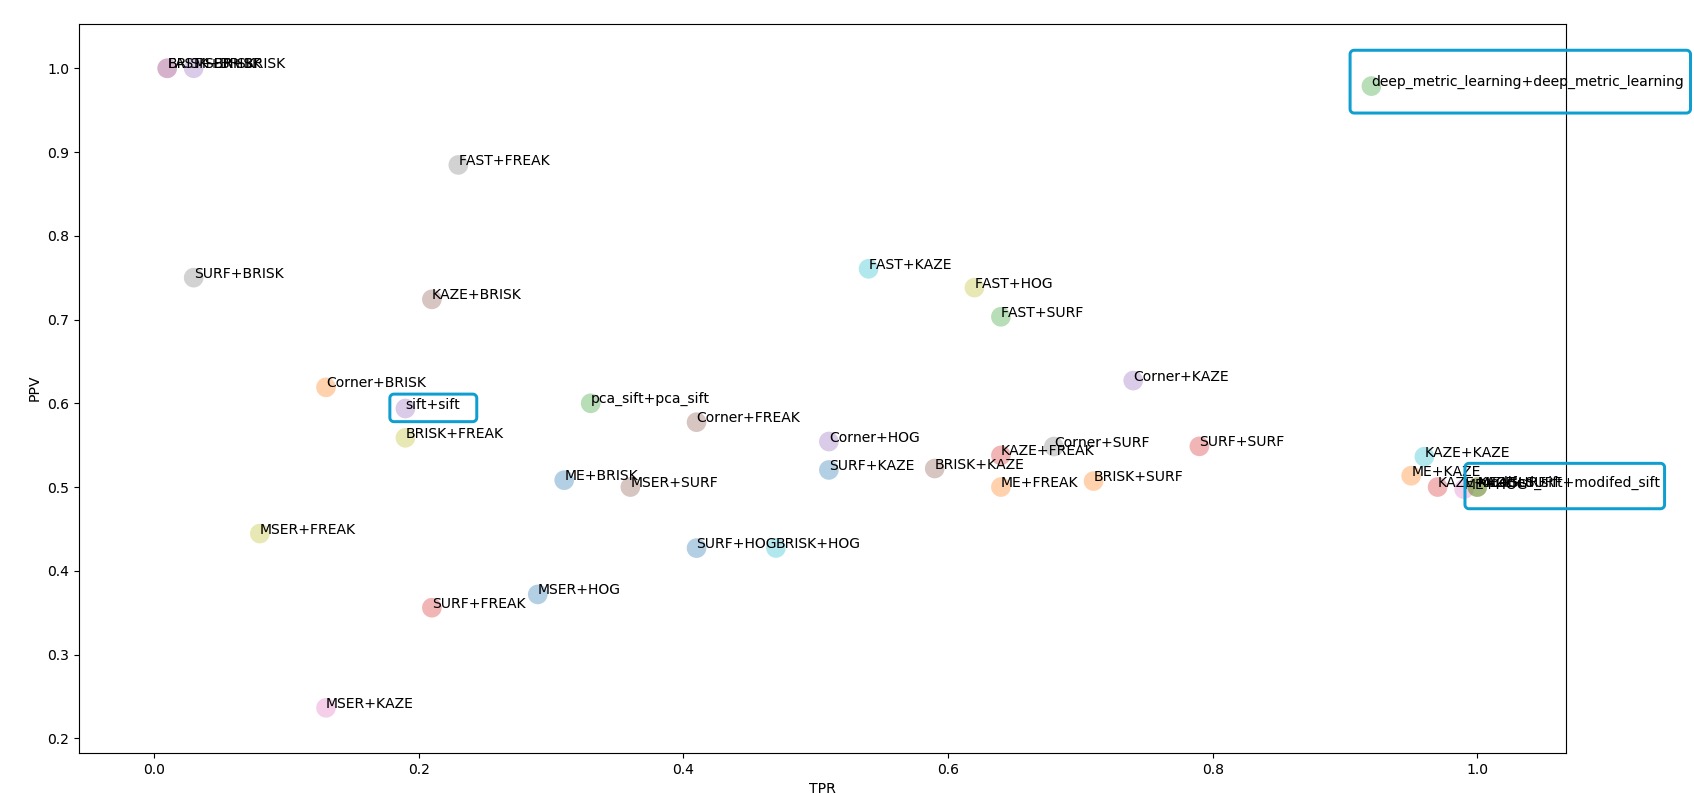 1.0
deep_metric_learning+deep_metric_learning
0.9
FAST+FREAK
0.8
SURF+BRISK
FAST+KAZE
KAZE+BRISK
FAST+HOG
0.7
FAST+SURF
Corner+BRISK
Corner+KAZE
PPV
0.6
sift+sift
pca_sift+pca_sift
Corner+FREAK
BRISK+FREAK
Corner+HOG
KAZE+FREAK
Corner+SURF
SURF+SURF
KAZE+KAZE
SURF+KAZE
BRISK+KAZE
ME+BRISK
ME+KAZE
0.5
MSER+SURF
ME+FREAK
BRISK+SURF
ME+HOG
modifed_sift
MSER+FREAK
SURF+HOG
BRISK+HOG
0.4
MSER+HOG
SURF+FREAK
0.3
MSER+KAZE
0.2
0.0
0.2
0.4
0.6
0.8
1.0
TPR